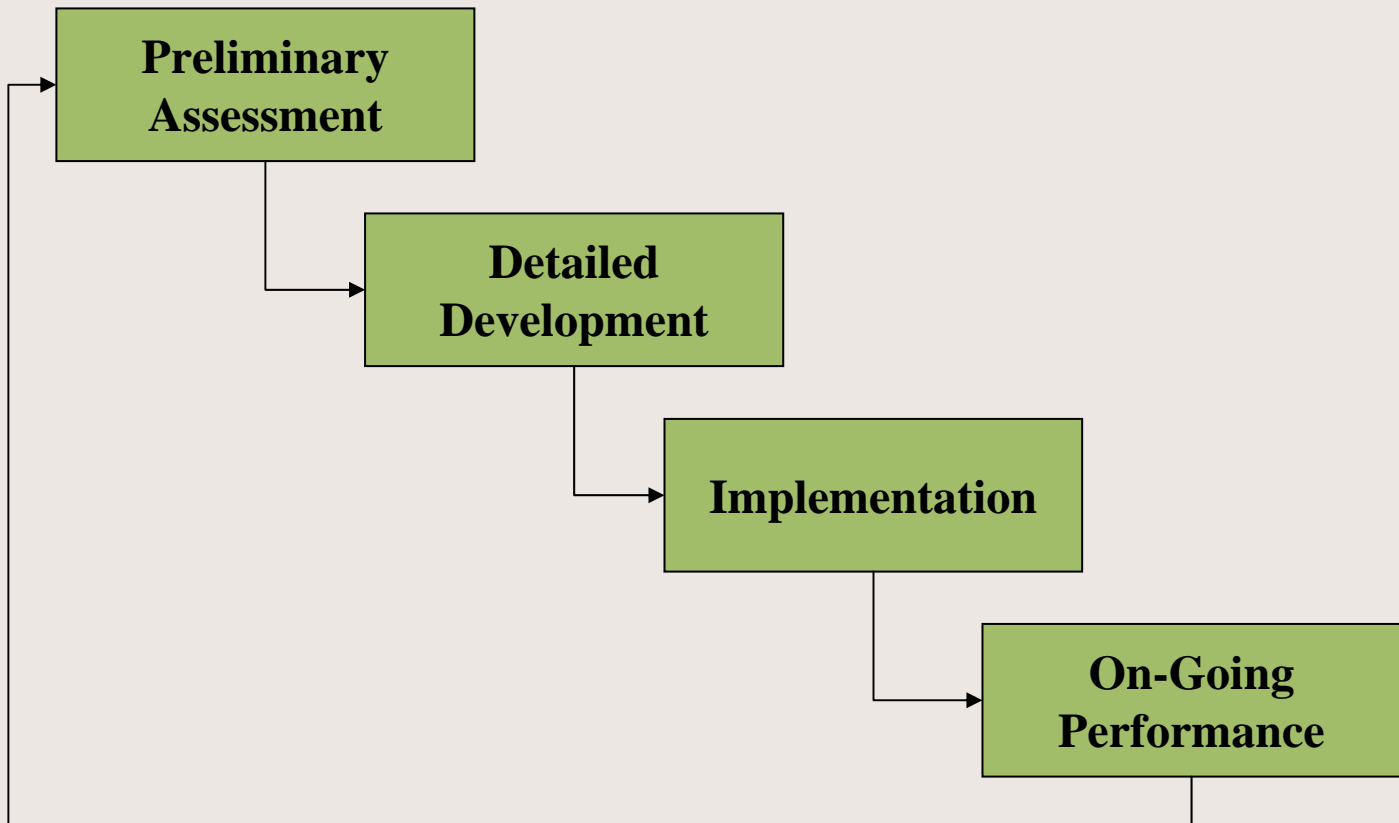 Preliminary
Assessment
Detailed
Development
Implementation
On-Going
Performance